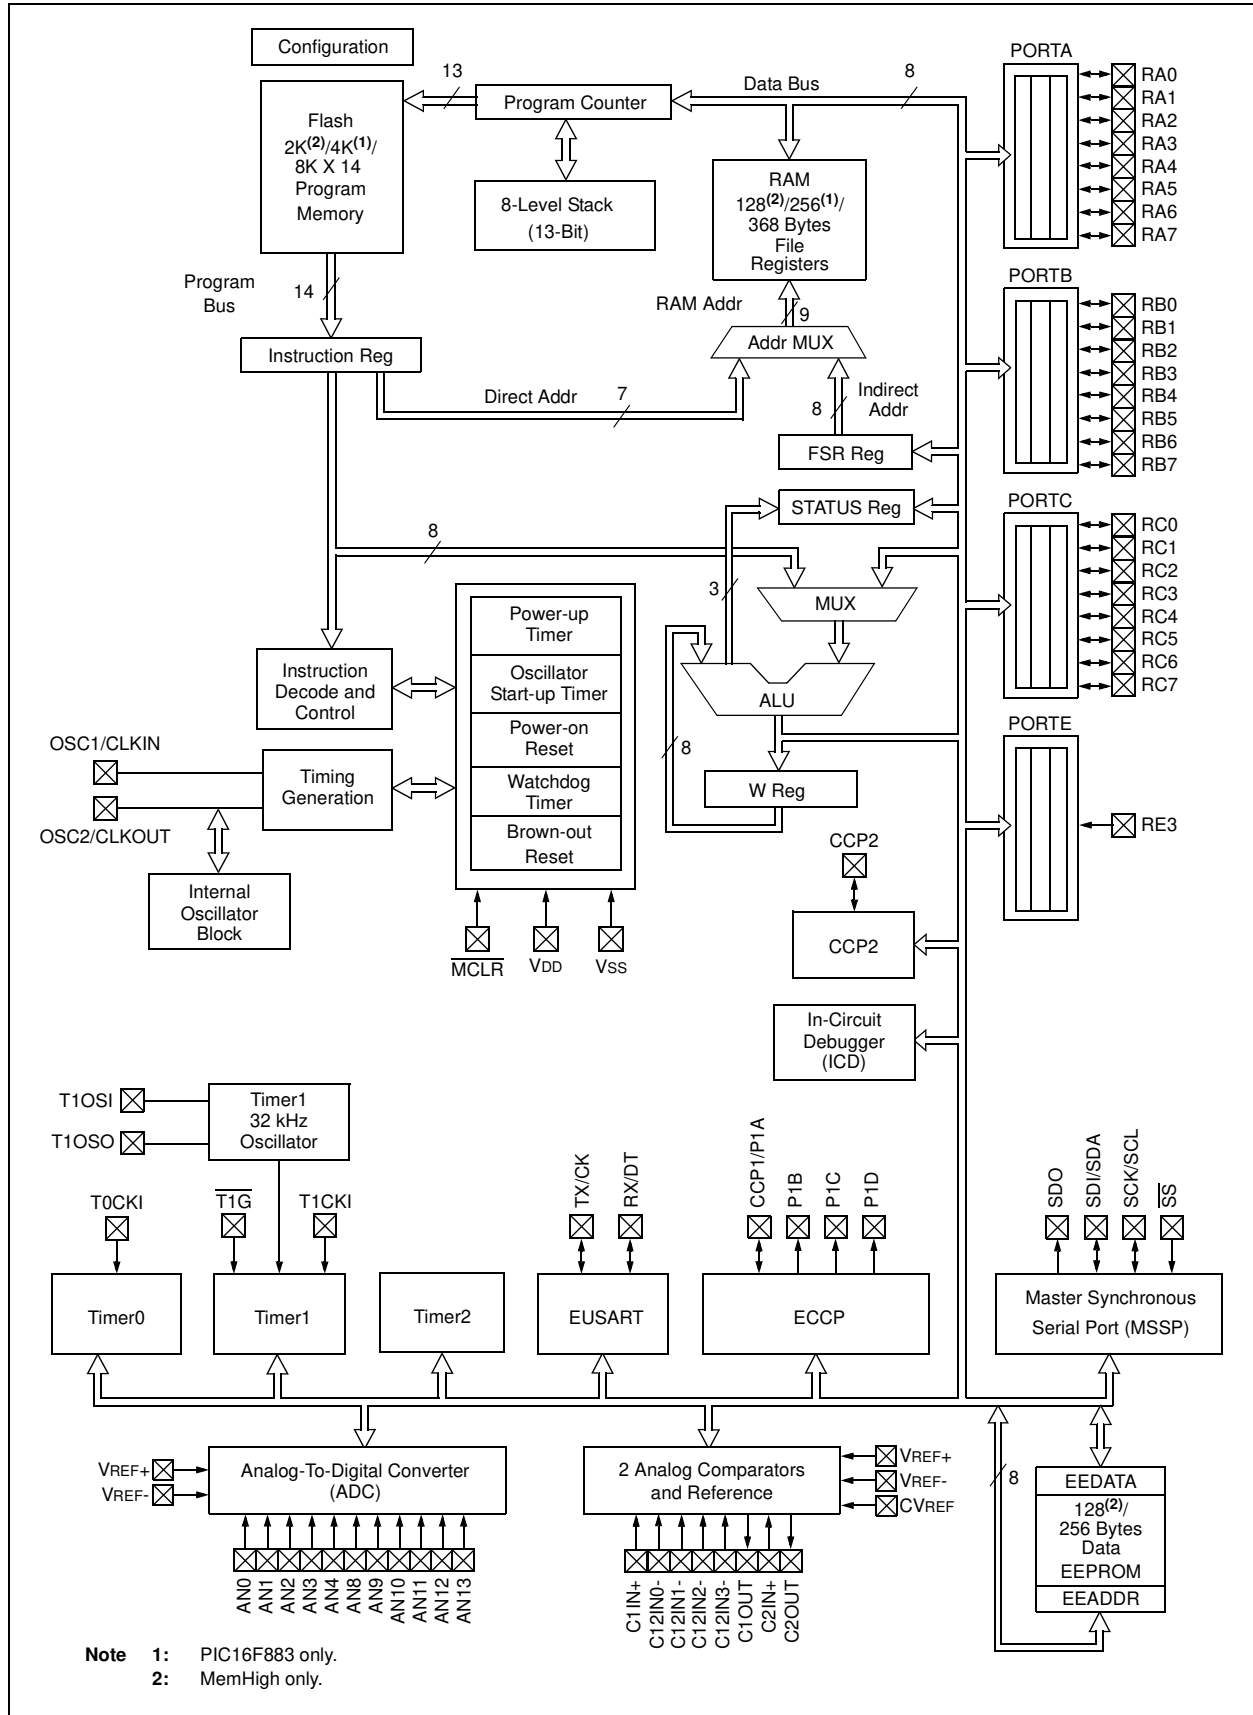 Configuration
13
Program Counter
Data Bus
8
PORTA
Flash
2K(2)/4K(1)/
8K X 14
Program
Memory
8-Level Stack
(13-Bit)
RAM
128(2)/256(1)/
368 Bytes
File
Registers
RA0
RA1
RA2
RA3
RA4
RA5
RA6
RA7
Program
Bus
14
RAM Addr
9
Addr MUX
Instruction Reg
Direct Addr
7
8
Indirect
Addr
FSR Reg
STATUS Reg
PORTB
RB0
RB1
RB2
RB3
RB4
RB5
RB6
RB7
8
3
MUX
ALU
8
W Reg
PORTC
RC0
RC1
RC2
RC3
RC4
RC5
RC6
RC7
Power-up
Timer
Oscillator
Start-up Timer
Power-on
Reset
Watchdog
Timer
Brown-out
Reset
Instruction
Decode and
Control
OSC1/CLKIN
OSC2/CLKOUT
Timing
Generation
Internal
Oscillator
Block
MCLR
VDD
VSS
PORTE
RE3
CCP2
CCP2
In-Circuit
Debugger
(ICD)
T1OSI
T1OSO
Timer1
32 kHz
Oscillator
T0CKI
T1G
T1CKI
TX/CK
RX/DT
CCP1/P1A
P1B
P1C
P1D
SDO
SDI/SDA
SCK/SCL
SS
Timer0
Timer1
Timer2
EUSART
ECCP
Master Synchronous
Serial Port (MSSP)
VREF+
VREF-
Analog-To-Digital Converter
(ADC)
AN0
AN1
AN2
AN3
AN4
AN8
AN9
AN10
AN11
AN12
AN13
2 Analog Comparators
and Reference
VREF+
VREF-
CVREF
C1IN+
C12IN0-
C12IN1-
C12IN2-
C12IN3-
C1OUT
C2IN+
C2OUT
8
EEDATA
128(2)/
256 Bytes
Data
EEPROM
EEADDR
Note 1: PIC16F883 only.
2: MemHigh only.